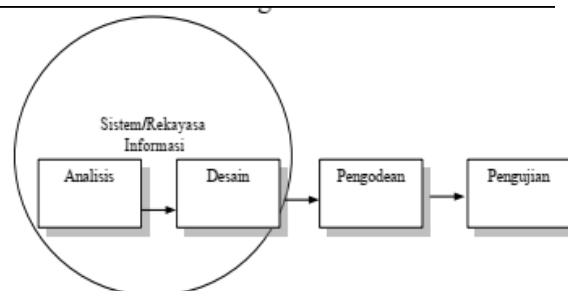 Sistem/Rekayasa
Informasi
Analisis
Desain
Pengodean
Pengujian